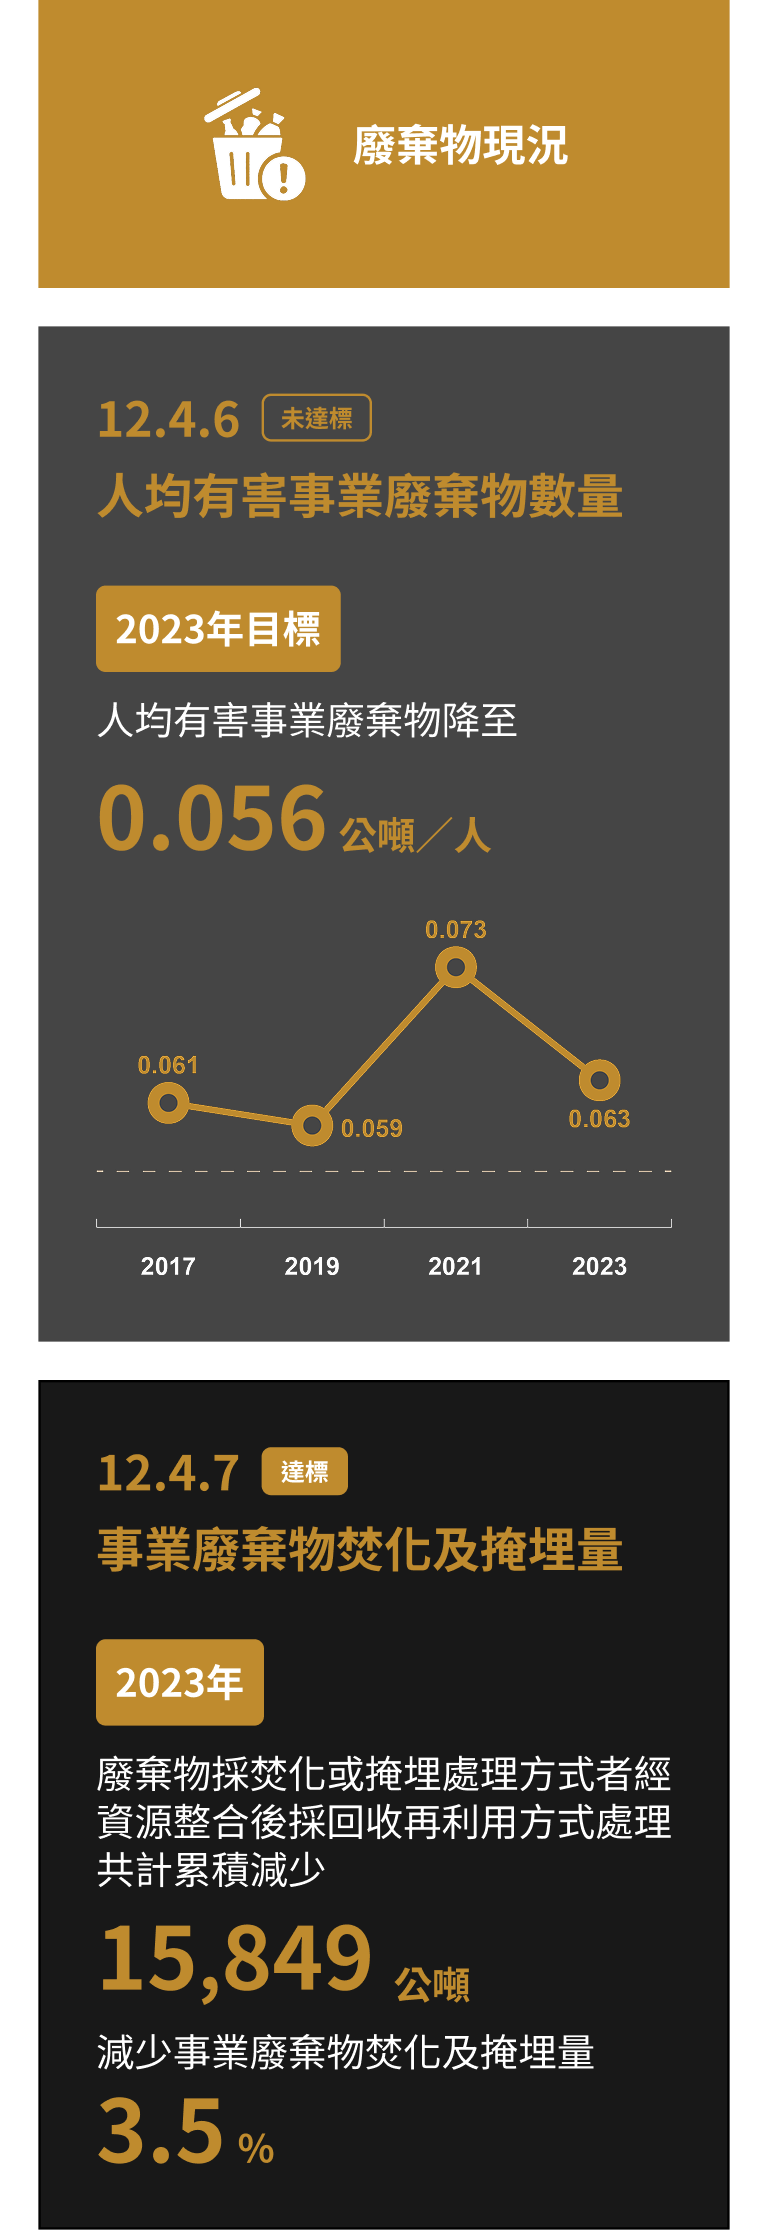 廢棄物現況
12.4.6 未達標
人均有害事業廢棄物數量
2023年目標
人均有害事業廢棄物降至
0.056 公噸／人
0.073
0.061
0.059
0.063
2017 2019 2021 2023
12.4.7 達標
事業廢棄物焚化及掩埋量
2023年
廢棄物採焚化或掩埋處理方式者經
資源整合後採回收再利用方式處理
共計累積減少
15,849 公噸
減少事業廢棄物焚化及掩埋量
3.5 %